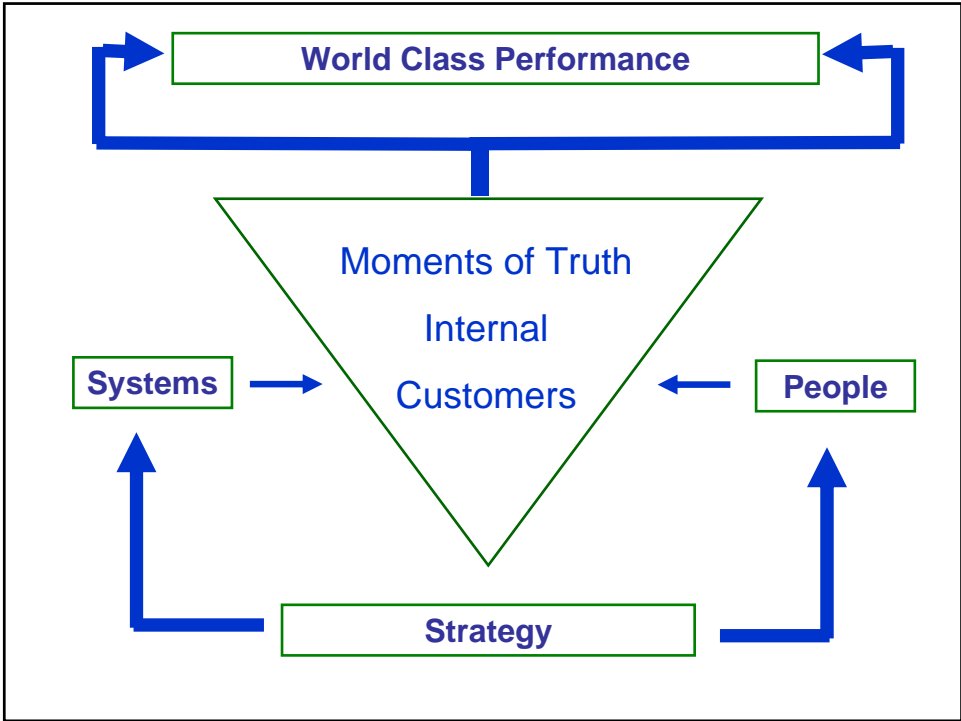 World Class Performance
Moments of Truth
Internal
Customers
Systems
People
Strategy